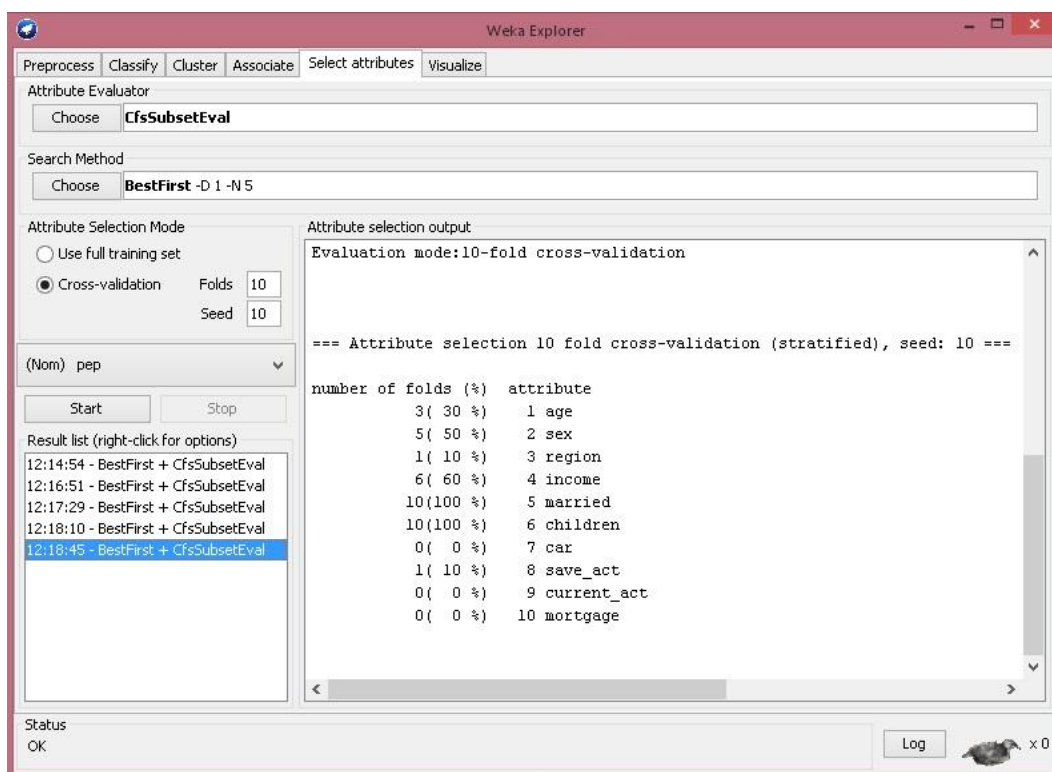 Weka Explorer
Preprocess Classify Cluster Associate Select attributes Visualize
Attribute Evaluator
Choose CfsSubsetEval
Search Method
Choose BestFirst -D 1 -N 5
Attribute Selection Mode
Use full training set
Cross-validation Folds 10
Seed 10
(Nom) pep
Start Stop
Result list (right-click for options)
12:14:54 - BestFirst + CfsSubsetEval
12:16:51 - BestFirst + CfsSubsetEval
12:17:29 - BestFirst + CfsSubsetEval
12:18:10 - BestFirst + CfsSubsetEval
12:18:45 - BestFirst + CfsSubsetEval
Attribute selection output
Evaluation mode:10-fold cross-validation
=== Attribute selection 10 fold cross-validation (stratified), seed: 10 ===
number of folds (%) attribute
3( 30 %) 1 age
5( 50 %) 2 sex
1( 10 %) 3 region
6( 60 %) 4 income
10(100 %) 5 married
10(100 %) 6 children
0( 0 %) 7 car
1( 10 %) 8 save_act
0( 0 %) 9 current_act
0( 0 %) 10 mortgage
Status
OK
Log x 0